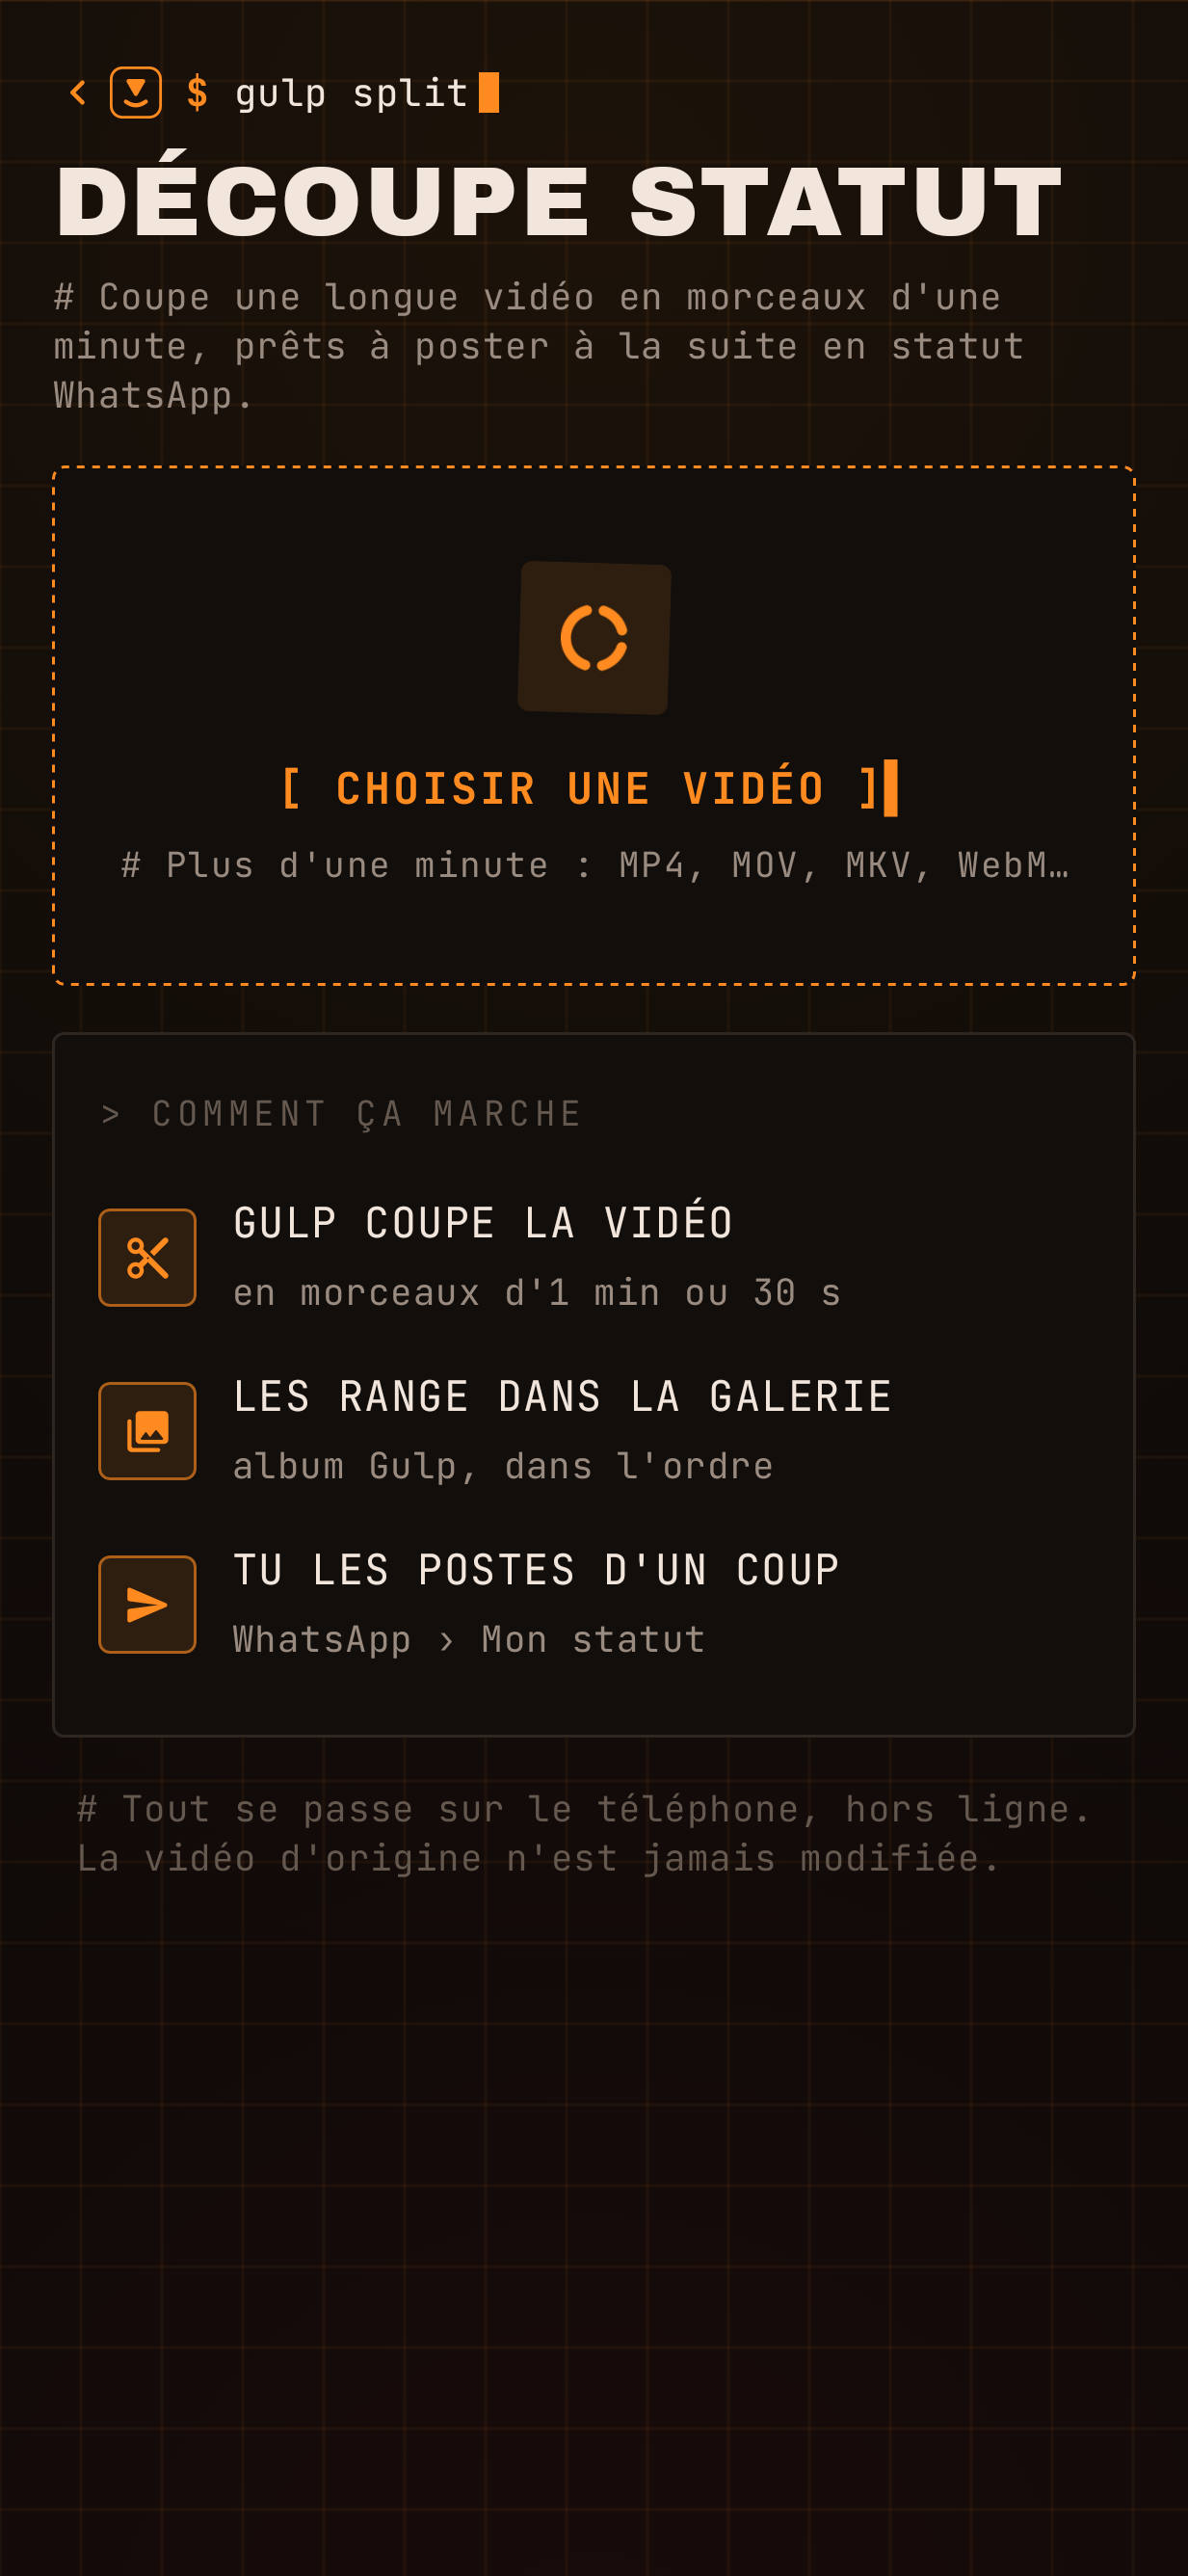 $ gulp split
DÉCOUPE STATUT
# Coupe une longue vidéo en morceaux d'une
minute, prêts à poster à la suite en statut
WhatsApp.
[ CHOISIR UNE VIDÉO ]
# Plus d'une minute : MP4, MOV, MKV, WebM…
> COMMENT ÇA MARCHE
GULP COUPE LA VIDÉO
en morceaux d'1 min ou 30 s
LES RANGE DANS LA GALERIE
album Gulp, dans l'ordre
TU LES POSTES D'UN COUP
WhatsApp › Mon statut
# Tout se passe sur le téléphone, hors ligne.
La vidéo d'origine n'est jamais modifiée.